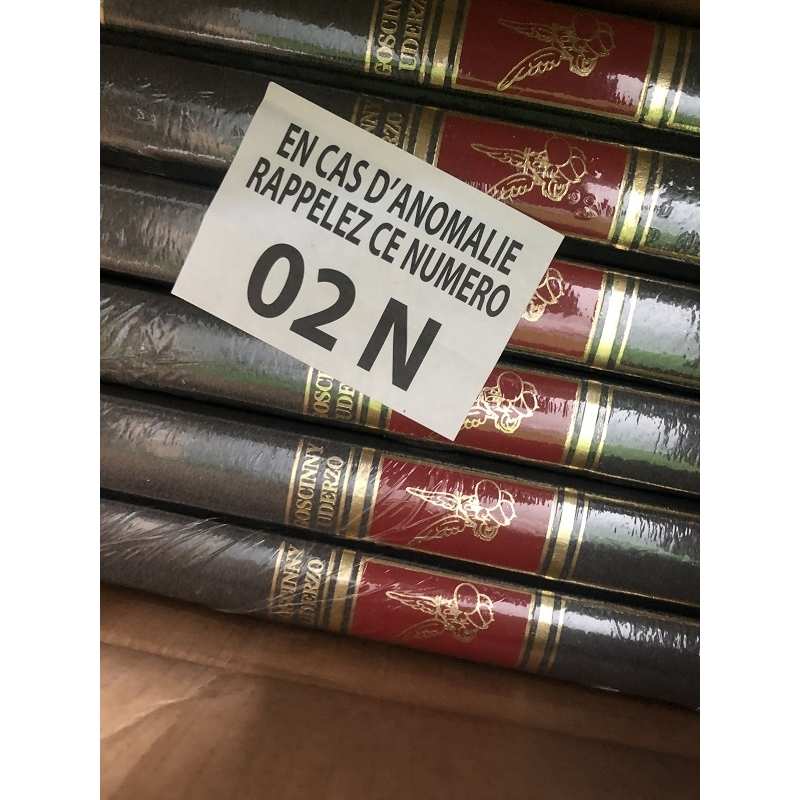 GOSCINNY
UDERZO
EN CAS D'ANOMALIE
RAPPELEZ CE NUMERO
02 N
GOSCINNY
UDERZO